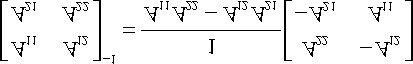 [A₁₁ A₁₂; A₂₁ A₂₂]⁻¹ = 1 / (A₁₁A₂₂ − A₁₂A₂₁) [A₂₂ −A₁₂; −A₂₁ A₁₁]